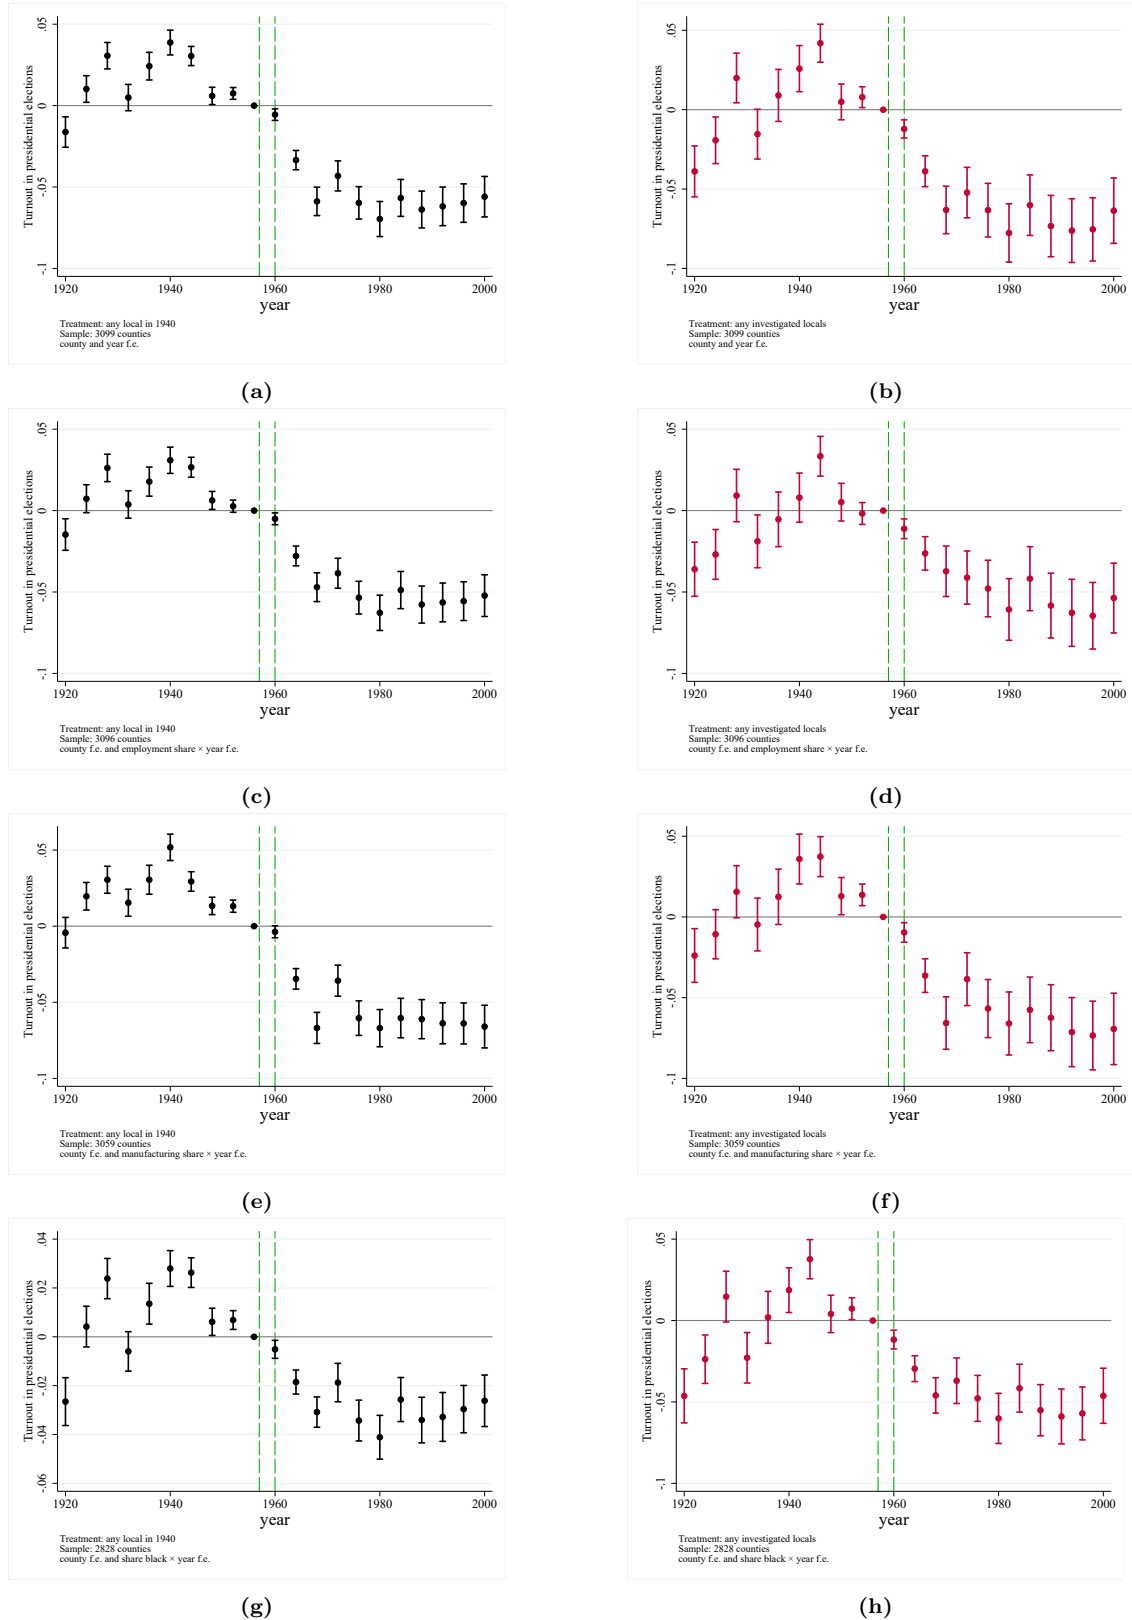 Turnout in presidential elections
.05
0
-.05
-.1
1920 1940 1960 1980 2000
year
Treatment: any local in 1940
Sample: 3099 counties
county and year f.e.
(a)
Turnout in presidential elections
.05
0
-.05
-.1
1920 1940 1960 1980 2000
year
Treatment: any investigated locals
Sample: 3099 counties
county and year f.e.
(b)
Turnout in presidential elections
.05
0
-.05
-.1
1920 1940 1960 1980 2000
year
Treatment: any local in 1940
Sample: 3096 counties
county f.e. and employment share × year f.e.
(c)
Turnout in presidential elections
.05
0
-.05
-.1
1920 1940 1960 1980 2000
year
Treatment: any investigated locals
Sample: 3096 counties
county f.e. and employment share × year f.e.
(d)
Turnout in presidential elections
.05
0
-.05
-.1
1920 1940 1960 1980 2000
year
Treatment: any local in 1940
Sample: 3059 counties
county f.e. and manufacturing share × year f.e.
(e)
Turnout in presidential elections
.05
0
-.05
-.1
1920 1940 1960 1980 2000
year
Treatment: any investigated locals
Sample: 3059 counties
county f.e. and manufacturing share × year f.e.
(f)
Turnout in presidential elections
.04
.02
0
-.02
-.04
-.06
1920 1940 1960 1980 2000
year
Treatment: any local in 1940
Sample: 2828 counties
county f.e. and share black × year f.e.
(g)
Turnout in presidential elections
.05
0
-.05
-.1
1920 1940 1960 1980 2000
year
Treatment: any investigated locals
Sample: 2828 counties
county f.e. and share black × year f.e.
(h)